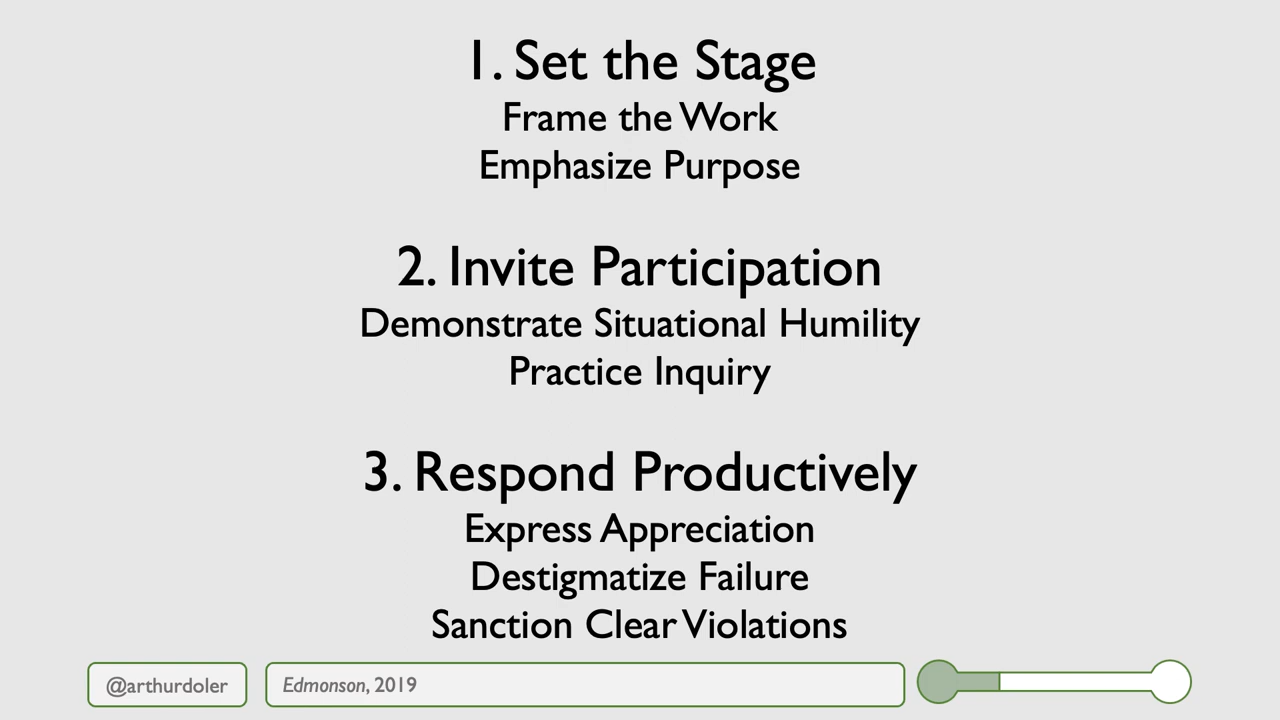 1. Set the Stage
Frame the Work
Emphasize Purpose
2. Invite Participation
Demonstrate Situational Humility
Practice Inquiry
3. Respond Productively
Express Appreciation
Destigmatize Failure
Sanction Clear Violations
@arthurdoler
Edmonson, 2019